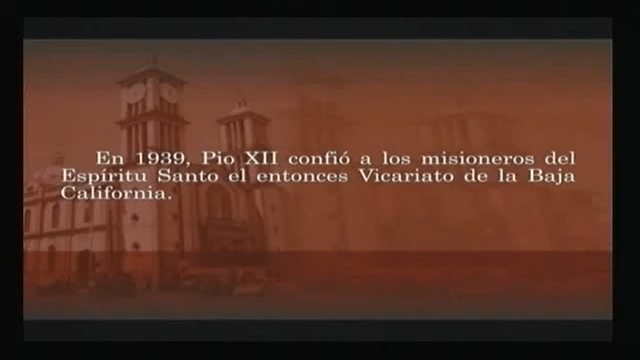 En 1939, Pio XII confió a los misioneros del
Espíritu Santo el entonces Vicariato de la Baja
California.